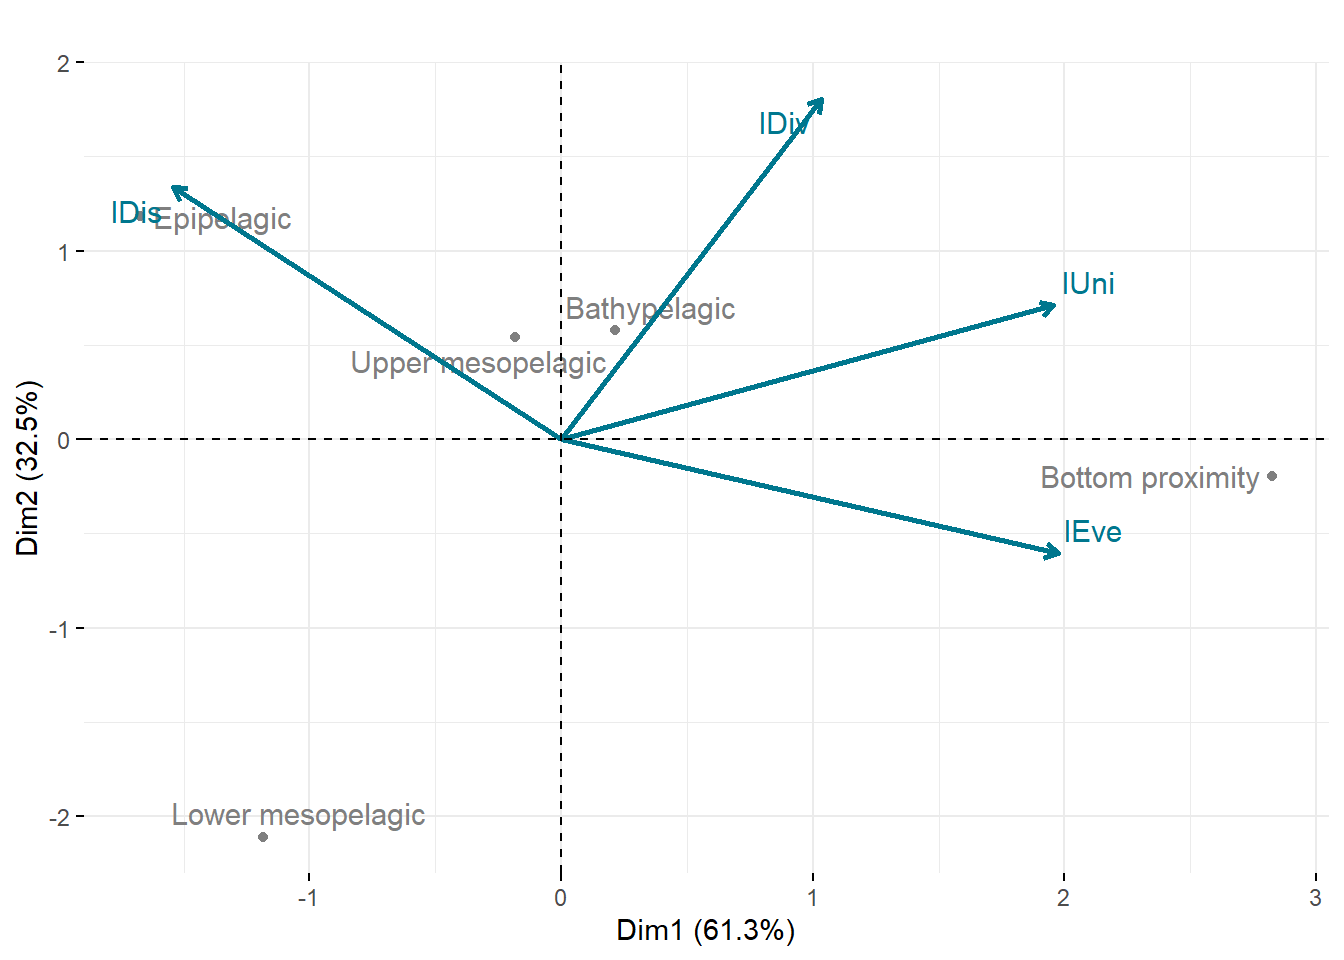 2
IDiv
IDis
Epipelagic
1
IUni
Bathypelagic
Upper mesopelagic
0
Bottom proximity
IEve
-1
Lower mesopelagic
-2
-1
0
1
2
3
Dim1 (61.3%)
Dim2 (32.5%)